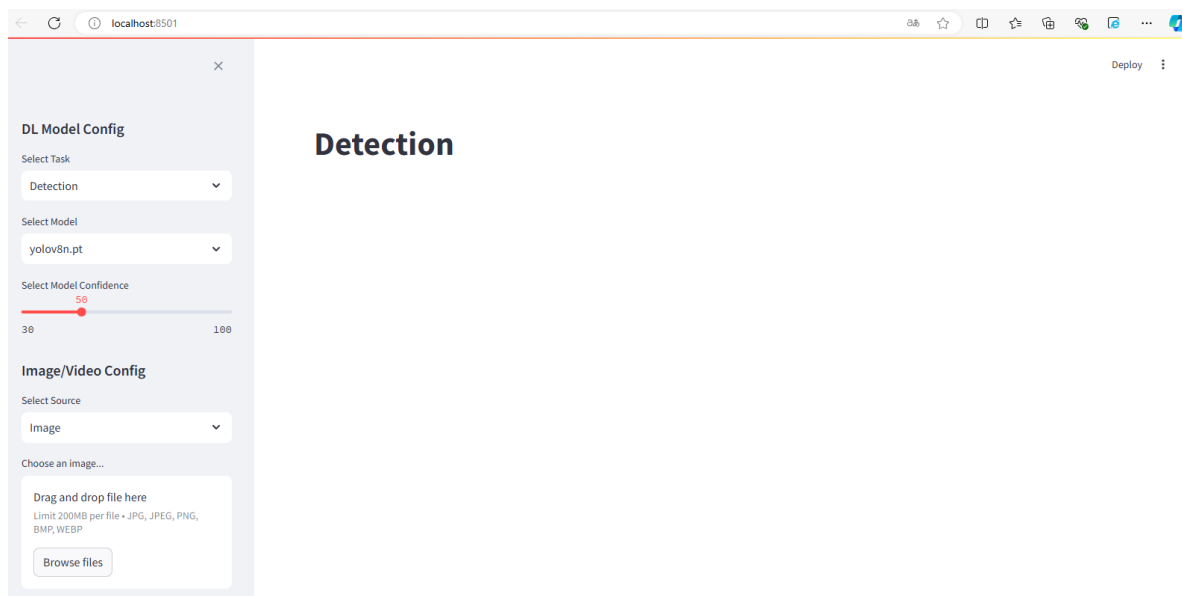 localhost:8501
Deploy
DL Model Config
Select Task
Detection
Select Model
yolov8n.pt
Select Model Confidence
50
30 100
Image/Video Config
Select Source
Image
Choose an image...
Drag and drop file here
Limit 200MB per file • JPG, JPEG, PNG,
BMP, WEBP
Browse files
Detection